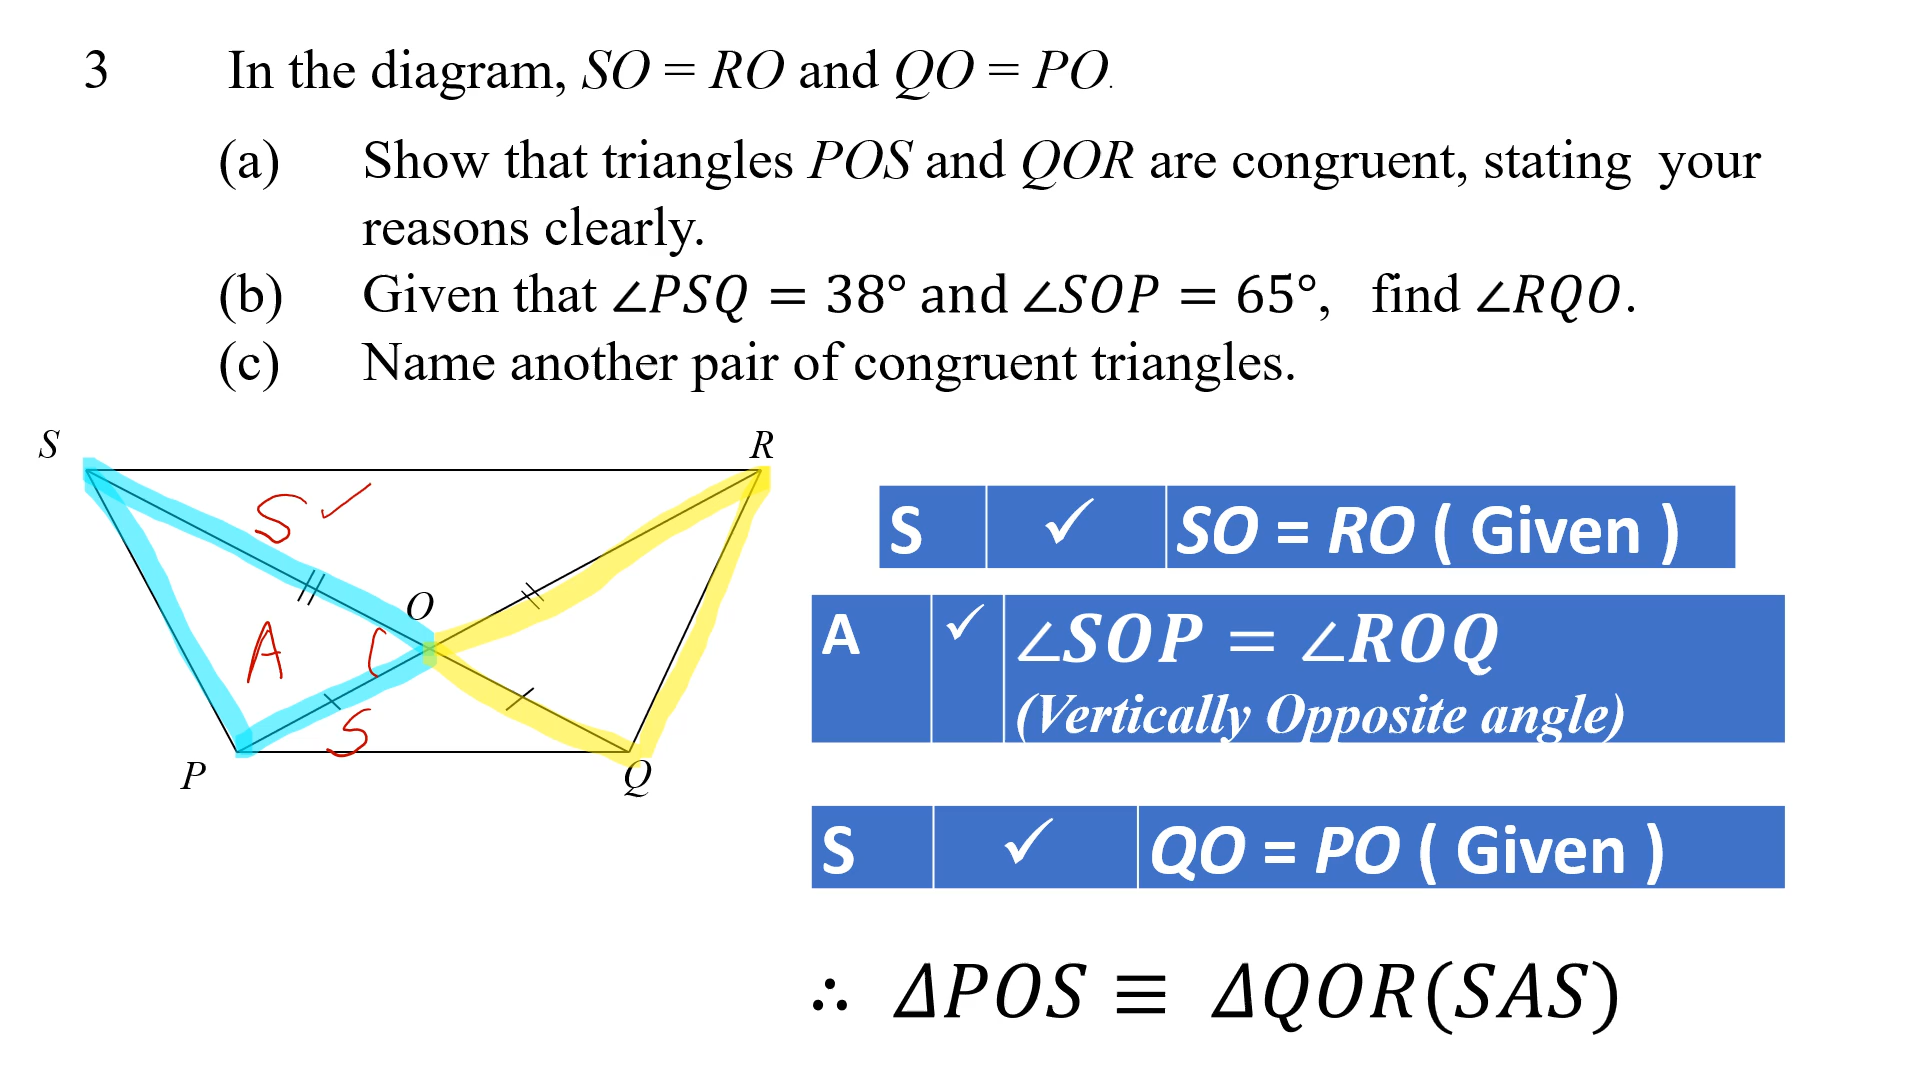 3 In the diagram, SO = RO and QO = PO.
(a) Show that triangles POS and QOR are congruent, stating your
reasons clearly.
(b) Given that ∠PSQ = 38° and ∠SOP = 65°, find ∠RQO.
(c) Name another pair of congruent triangles.
S
R
S ✓
O
A
S
P
Q
S ✓ SO = RO ( Given )
A ✓ ∠SOP = ∠ROQ
(Vertically Opposite angle)
S ✓ QO = PO ( Given )
∴ ΔPOS ≡ ΔQOR(SAS)